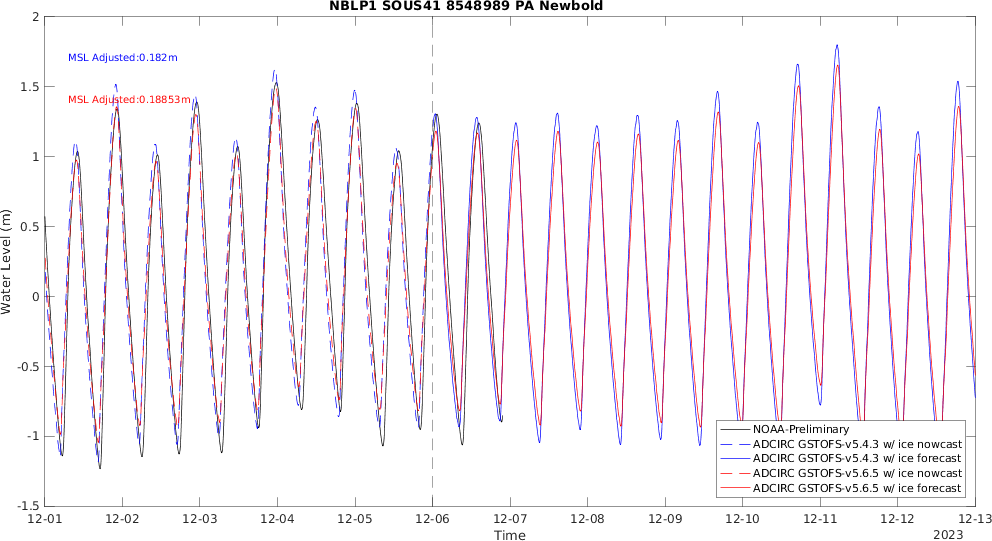 NBLP1 SOUS41 8548989 PA Newbold
MSL Adjusted:0.182m
MSL Adjusted:0.18853m
Water Level (m)
2
1.5
1
0.5
0
-0.5
-1
-1.5
NOAA-Preliminary
ADCIRC GSTOFS-v5.4.3 w/ ice nowcast
ADCIRC GSTOFS-v5.4.3 w/ ice forecast
ADCIRC GSTOFS-v5.6.5 w/ ice nowcast
ADCIRC GSTOFS-v5.6.5 w/ ice forecast
12-01 12-02 12-03 12-04 12-05 12-06 12-07 12-08 12-09 12-10 12-11 12-12 12-13
Time
2023